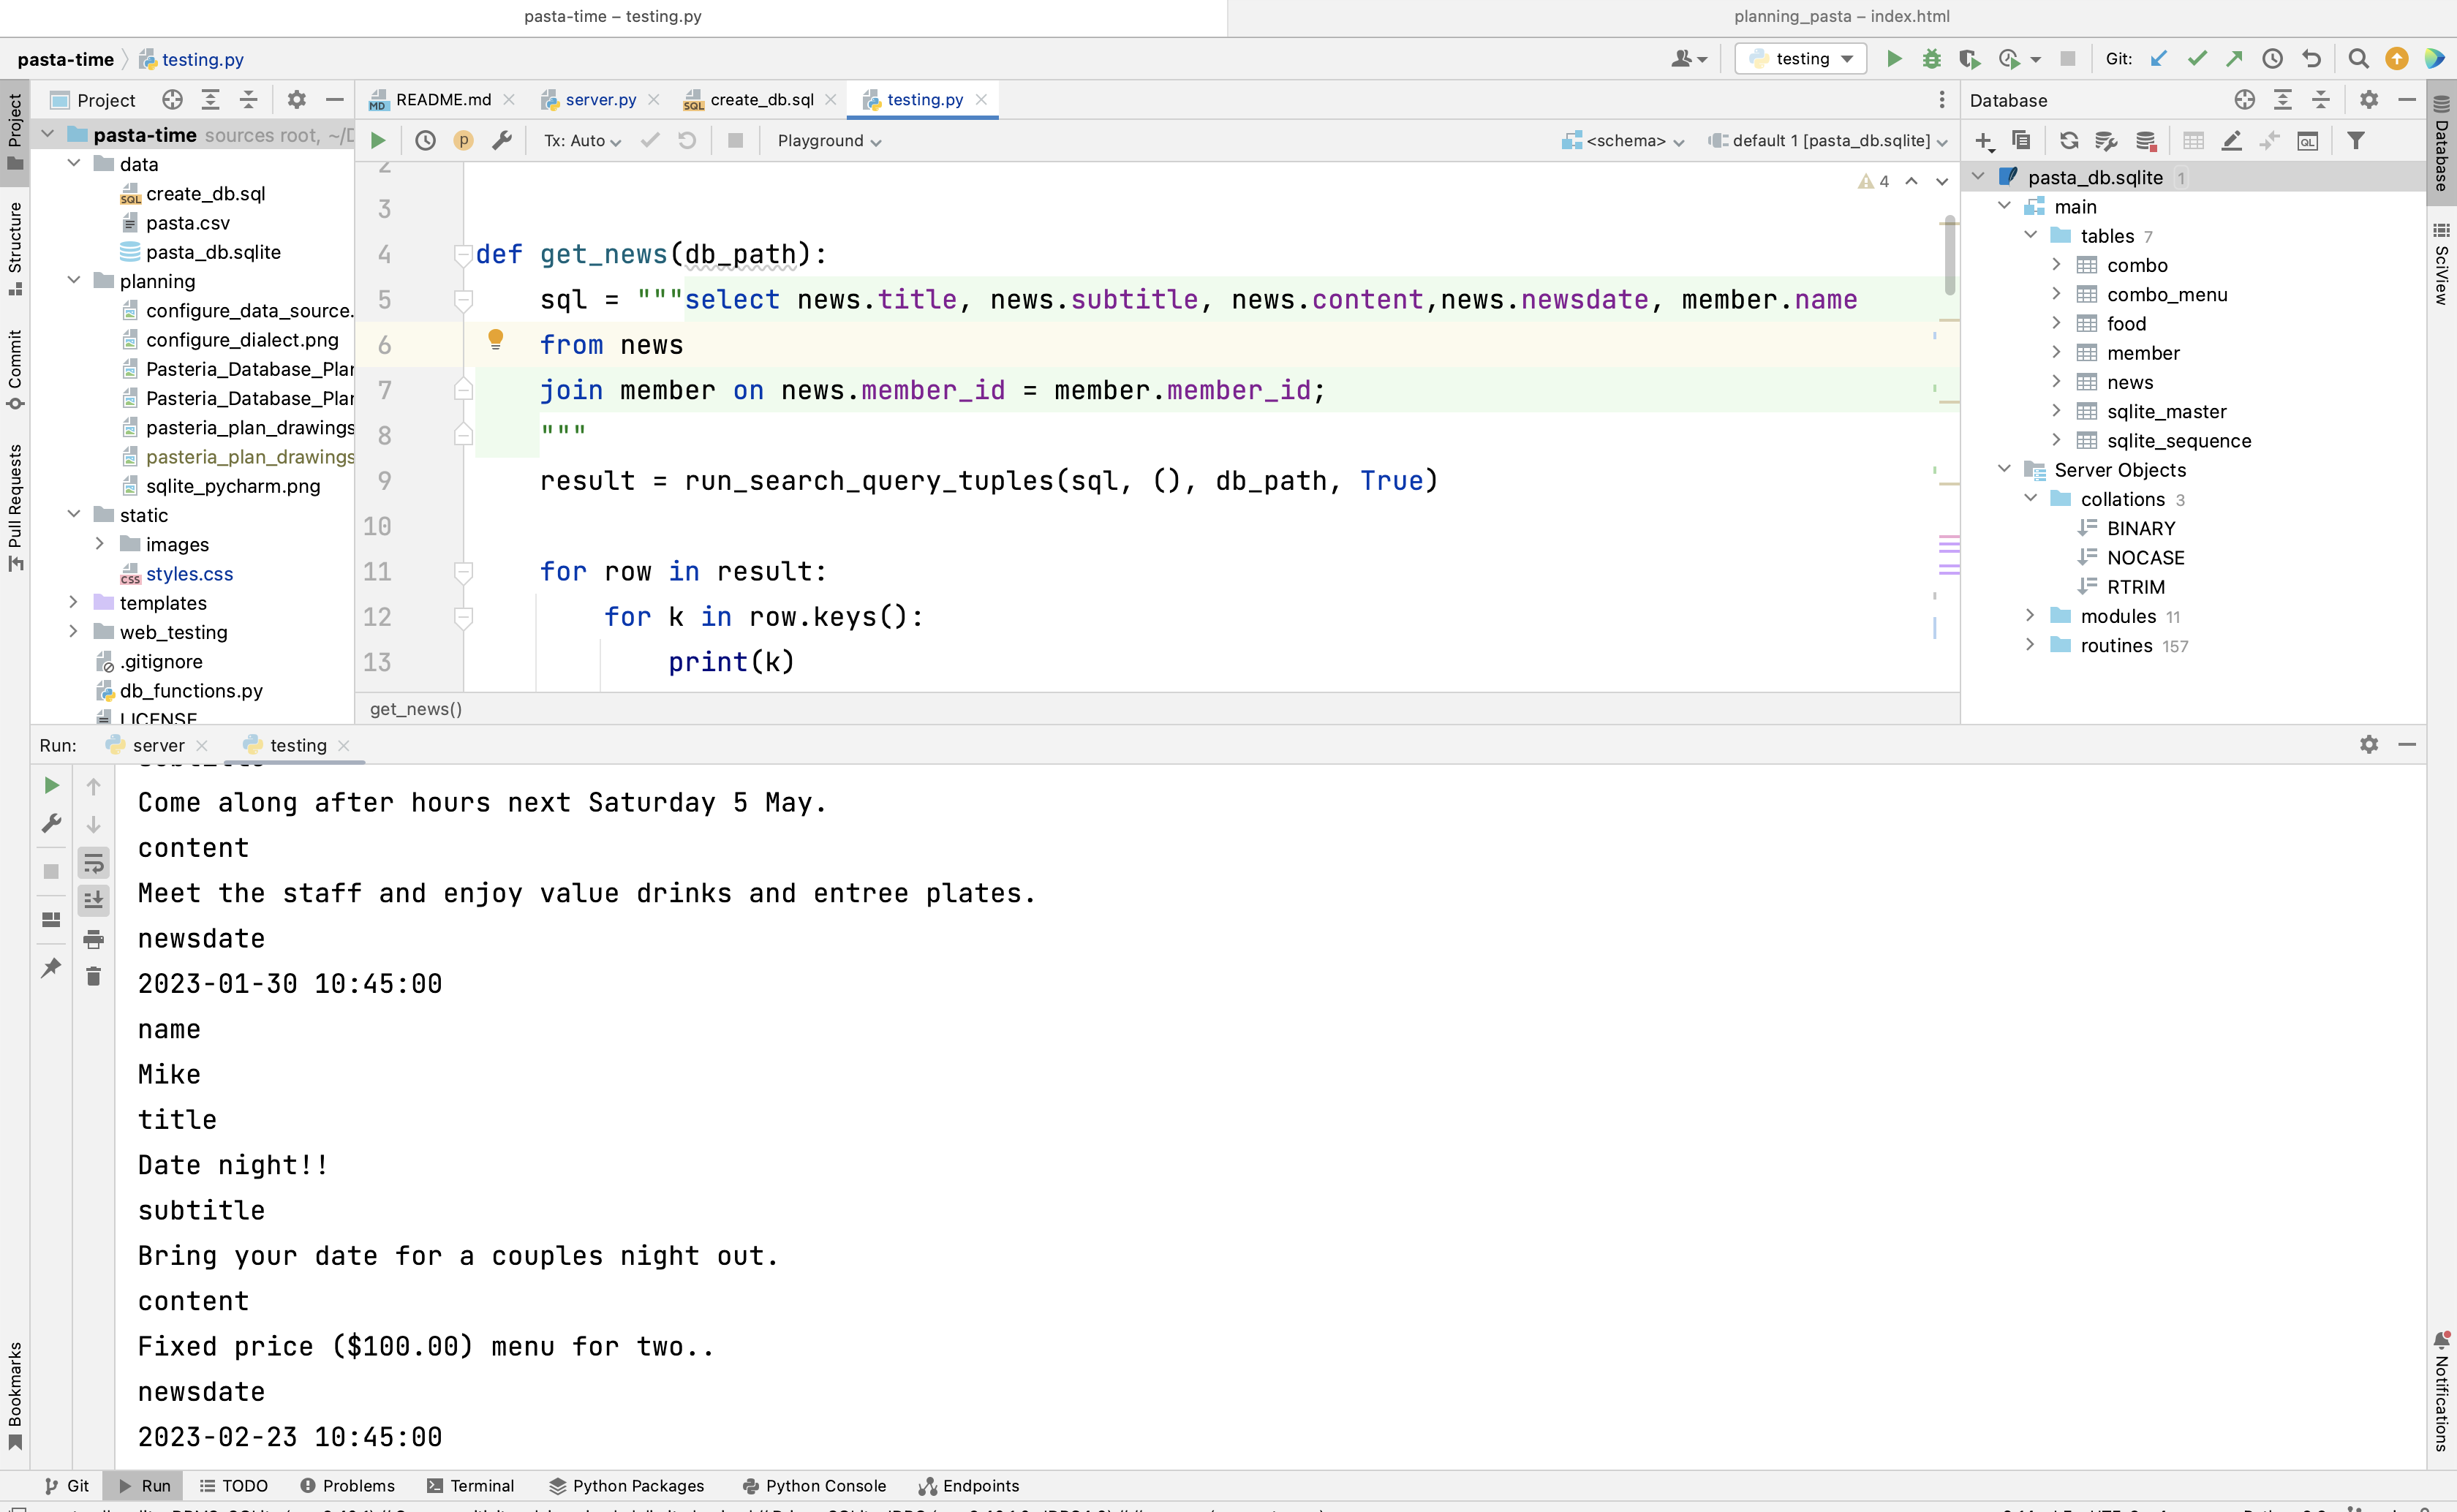 pasta-time – testing.py
planning_pasta – index.html
pasta-time
testing.py
testing
Git:
Project
README.md
server.py
create_db.sql
testing.py
Database
Tx: Auto
Playground
<schema>
default 1 [pasta_db.sqlite]
Project
Structure
Commit
Pull Requests
Bookmarks
pasta-time sources root, ~/D
data
create_db.sql
pasta.csv
pasta_db.sqlite
planning
configure_data_source.
configure_dialect.png
Pasteria_Database_Plan
Pasteria_Database_Plan
pasteria_plan_drawings
pasteria_plan_drawings
sqlite_pycharm.png
static
images
styles.css
templates
web_testing
.gitignore
db_functions.py
LICENSE
4
2
3
4 def get_news(db_path):
5 sql = """select news.title, news.subtitle, news.content,news.newsdate, member.name
6 from news
7 join member on news.member_id = member.member_id;
8 """
9 result = run_search_query_tuples(sql, (), db_path, True)
10
11 for row in result:
12 for k in row.keys():
13 print(k)
get_news()
pasta_db.sqlite 1
main
tables 7
combo
combo_menu
food
member
news
sqlite_master
sqlite_sequence
Server Objects
collations 3
BINARY
NOCASE
RTRIM
modules 11
routines 157
Database
SciView
Notifications
Run:
server
testing
subtitle
Come along after hours next Saturday 5 May.
content
Meet the staff and enjoy value drinks and entree plates.
newsdate
2023-01-30 10:45:00
name
Mike
title
Date night!!
subtitle
Bring your date for a couples night out.
content
Fixed price ($100.00) menu for two..
newsdate
2023-02-23 10:45:00
Git
Run
TODO
Problems
Terminal
Python Packages
Python Console
Endpoints